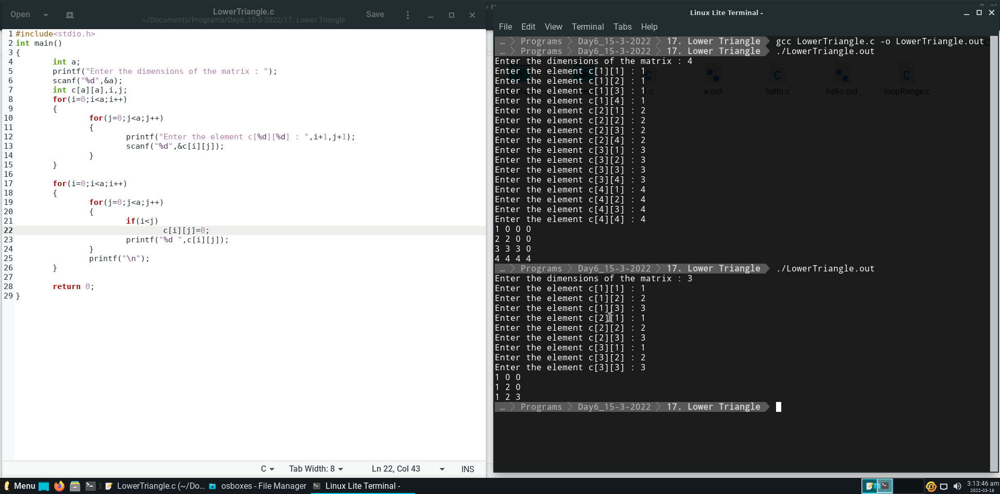 Open
LowerTriangle.c
~/Documents/Programs/Day6_15-3-2022/17. Lower Triangle
Save
1 #include<stdio.h>
2 int main()
3 {
4 int a;
5 printf("Enter the dimensions of the matrix : ");
6 scanf("%d",&a);
7 int c[a][a],i,j;
8 for(i=0;i<a;i++)
9 {
10 for(j=0;j<a;j++)
11 {
12 printf("Enter the element c[%d][%d] : ",i+1,j+1);
13 scanf("%d",&c[i][j]);
14 }
15 }
16
17 for(i=0;i<a;i++)
18 {
19 for(j=0;j<a;j++)
20 {
21 if(i<j)
22 c[i][j]=0;
23 printf("%d ",c[i][j]);
24 }
25 printf("\n");
26 }
27
28 return 0;
29 }
C Tab Width: 8 Ln 22, Col 43 INS
Linux Lite Terminal -
File Edit View Terminal Tabs Help
... Programs Day6_15-3-2022 17. Lower Triangle gcc LowerTriangle.c -o LowerTriangle.out
... Programs Day6_15-3-2022 17. Lower Triangle ./LowerTriangle.out
Enter the dimensions of the matrix : 4
Enter the element c[1][1] : 1
Enter the element c[1][2] : 1
Enter the element c[1][3] : 1
Enter the element c[1][4] : 1
Enter the element c[2][1] : 2
Enter the element c[2][2] : 2
Enter the element c[2][3] : 2
Enter the element c[2][4] : 2
Enter the element c[3][1] : 3
Enter the element c[3][2] : 3
Enter the element c[3][3] : 3
Enter the element c[3][4] : 3
Enter the element c[4][1] : 4
Enter the element c[4][2] : 4
Enter the element c[4][3] : 4
Enter the element c[4][4] : 4
1 0 0 0
2 2 0 0
3 3 3 0
4 4 4 4
... Programs Day6_15-3-2022 17. Lower Triangle ./LowerTriangle.out
Enter the dimensions of the matrix : 3
Enter the element c[1][1] : 1
Enter the element c[1][2] : 2
Enter the element c[1][3] : 3
Enter the element c[2][1] : 1
Enter the element c[2][2] : 2
Enter the element c[2][3] : 3
Enter the element c[3][1] : 1
Enter the element c[3][2] : 2
Enter the element c[3][3] : 3
1 0 0
1 2 0
1 2 3
... Programs Day6_15-3-2022 17. Lower Triangle
a.out hello.c hello.out loopRange.c
Menu LowerTriangle.c (~/Do... osboxes - File Manager Linux Lite Terminal -
3:13:46 am
2022-03-18